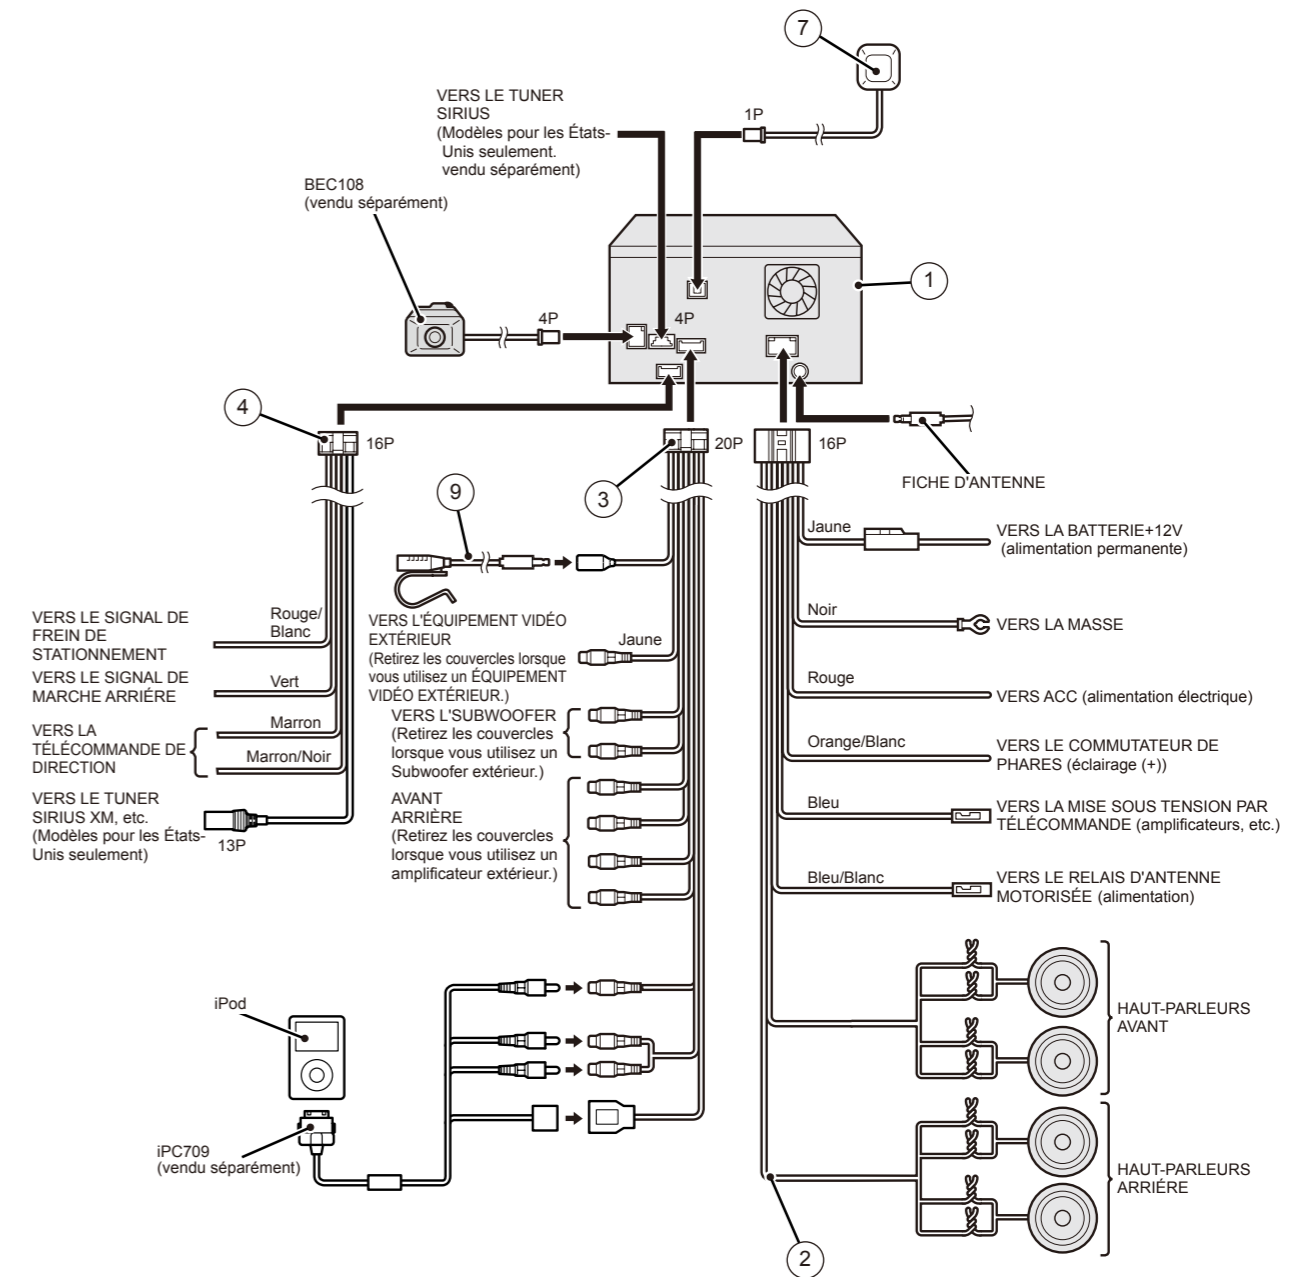 7
VERS LE TUNER
SIRIUS
(Modèles pour les États-
Unis seulement.
vendu séparément)
1P
BEC108
(vendu séparément)
1
4P
4P
4
16P
3
20P
16P
FICHE D'ANTENNE
9
Jaune
VERS LA BATTERIE+12V
(alimentation permanente)
VERS LE SIGNAL DE
FREIN DE
STATIONNEMENT
Rouge/
Blanc
VERS L'ÉQUIPEMENT VIDÉO
EXTÉRIEUR
(Retirez les couvercles lorsque
vous utilisez un ÉQUIPEMENT
VIDÉO EXTÉRIEUR.)
Jaune
Noir
VERS LA MASSE
VERS LE SIGNAL DE
MARCHE ARRIÉRE
Vert
Rouge
VERS ACC (alimentation électrique)
VERS LA
TÉLÉCOMMANDE DE
DIRECTION
Marron
Marron/Noir
VERS L'SUBWOOFER
(Retirez les couvercles
lorsque vous utilisez un
Subwoofer extérieur.)
Orange/Blanc
VERS LE COMMUTATEUR DE
PHARES (éclairage (+))
VERS LE TUNER
SIRIUS XM, etc.
(Modèles pour les États-
Unis seulement)
13P
AVANT
ARRIÈRE
(Retirez les couvercles
lorsque vous utilisez un
amplificateur extérieur.)
Bleu
VERS LA MISE SOUS TENSION PAR
TÉLÉCOMMANDE (amplificateurs, etc.)
Bleu/Blanc
VERS LE RELAIS D'ANTENNE
MOTORISÉE (alimentation)
iPod
HAUT-PARLEURS
AVANT
iPC709
(vendu séparément)
HAUT-PARLEURS
ARRIÉRE
2